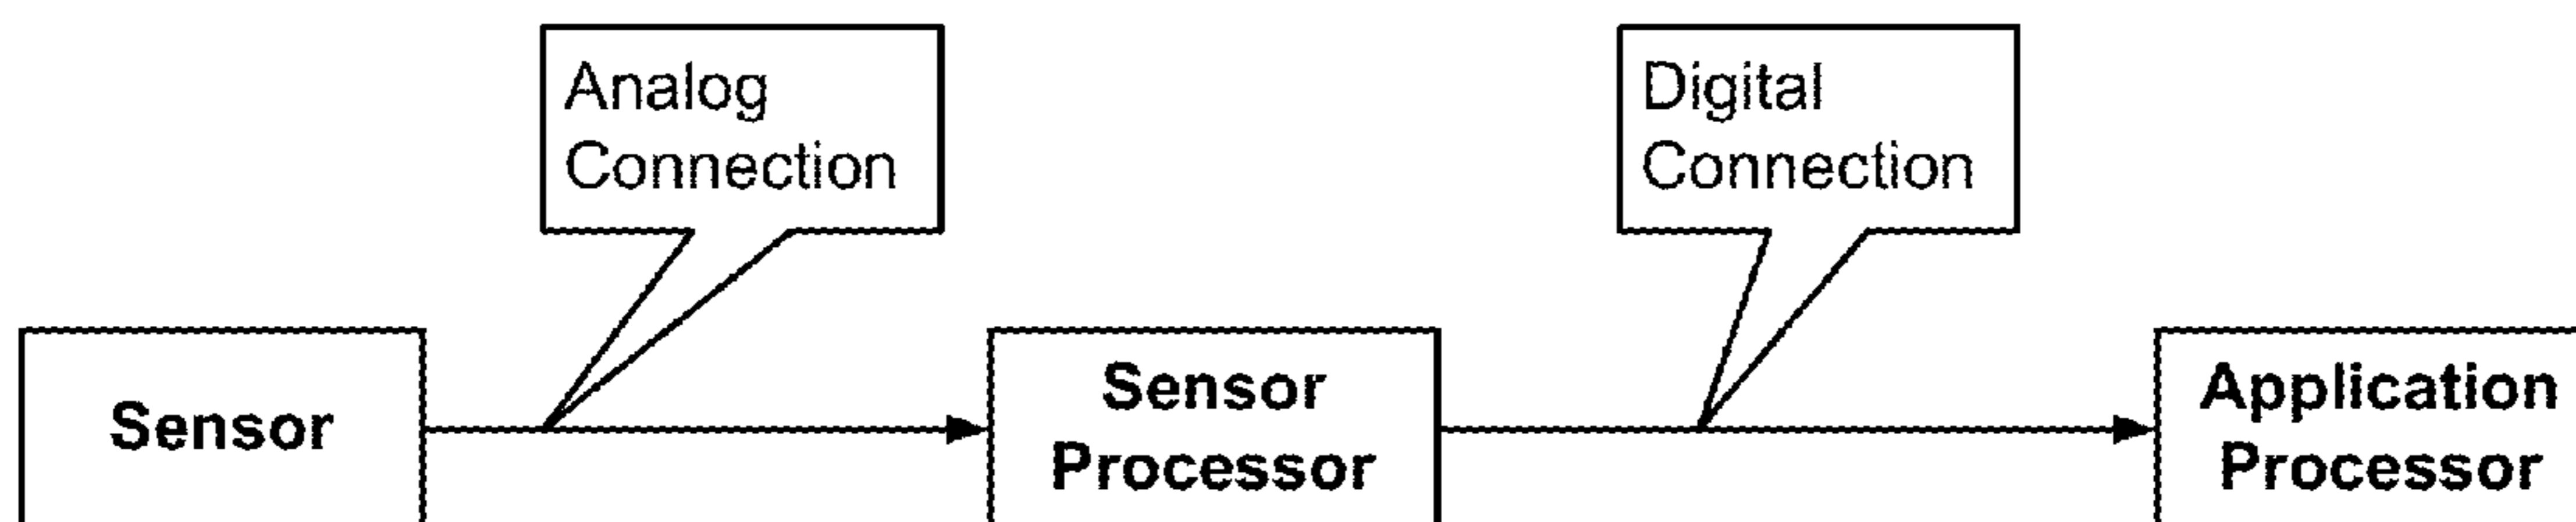 Analog
Connection
Digital
Connection
Sensor
Sensor
Processor
Application
Processor